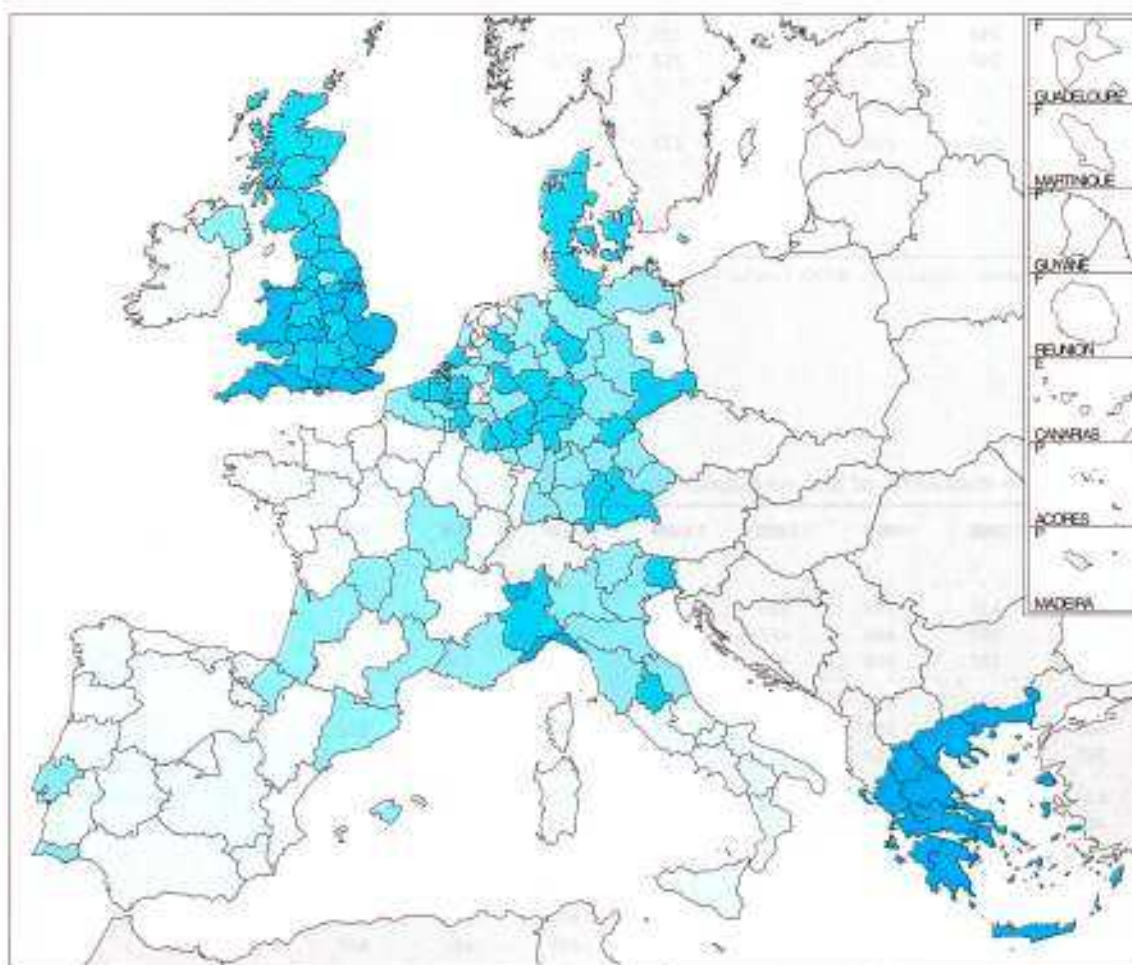 F
GUADELOUPE
F
MARTINIQUE
F
GUYANE
F
REUNION
E
CANARIAS
P
ACORES
P
MADEIRA